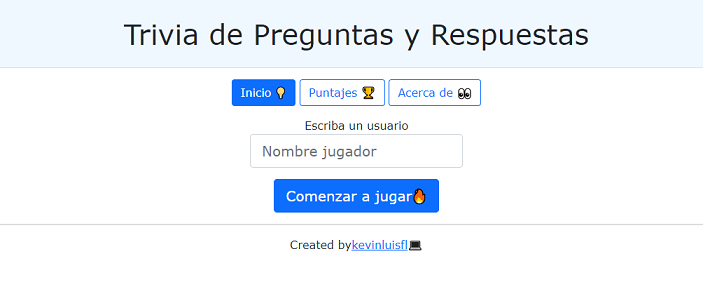 Trivia de Preguntas y Respuestas
Inicio 💡 Puntajes 🏆 Acerca de 👀
Escriba un usuario
Nombre jugador
Comenzar a jugar🔥
Created bykevinluisfl💻